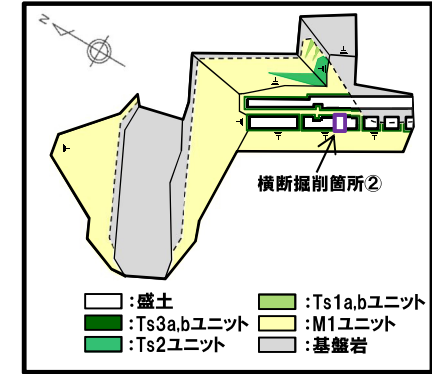 N
横断掘削箇所②
:盛土
:Ts1a,bユニット
:Ts3a,bユニット
:M1ユニット
:Ts2ユニット
:基盤岩